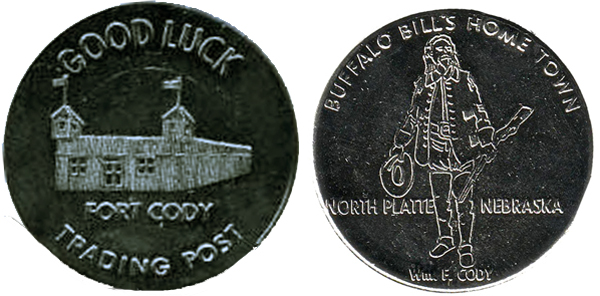 GOOD LUCK
FORT CODY
TRADING POST
BUFFALO BILL'S HOME TOWN
NORTH PLATTE NEBRASKA
Wm. F. CODY